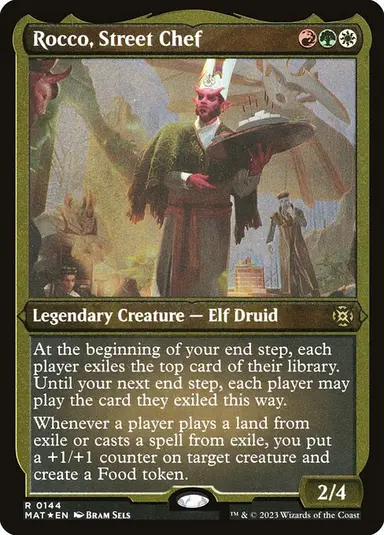 Rocco, Street Chef
Legendary Creature — Elf Druid
At the beginning of your end step, each
player exiles the top card of their library.
Until your next end step, each player may
play the card they exiled this way.
Whenever a player plays a land from
exile or casts a spell from exile, you put
a +1/+1 counter on target creature and
create a Food token.
2/4
R 0144
MAT★EN BRAM SELS
™ & © 2023 Wizards of the Coast